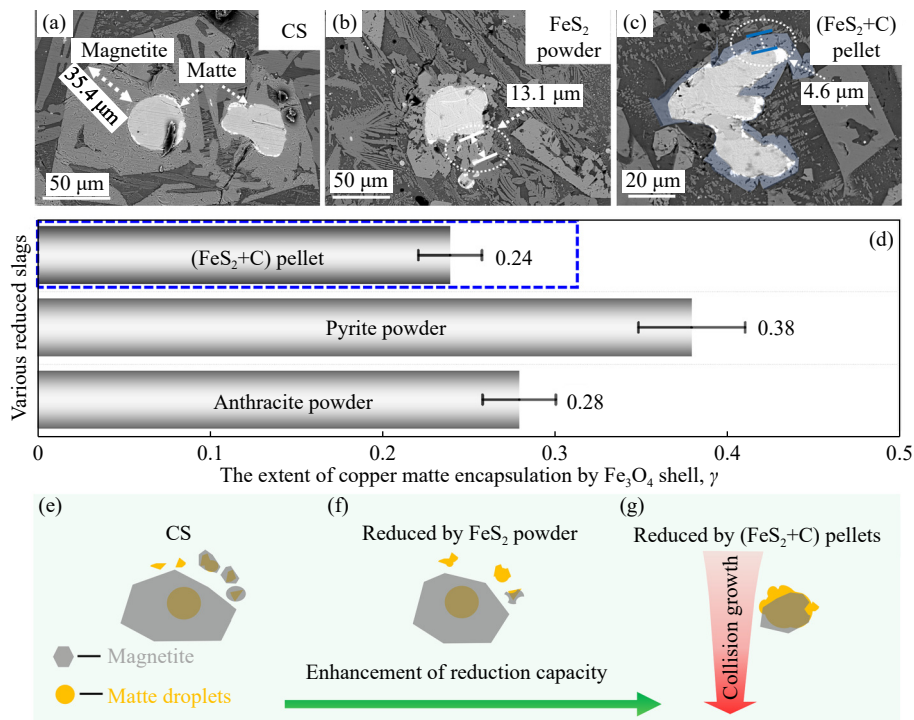 (a)
CS
Magnetite
Matte
35.4 μm
50 μm
(b)
FeS2
powder
13.1 μm
50 μm
(c)
(FeS2+C)
pellet
4.6 μm
20 μm
(d)
Various reduced slags
(FeS2+C) pellet
0.24
Pyrite powder
0.38
Anthracite powder
0.28
0 0.1 0.2 0.3 0.4 0.5
The extent of copper matte encapsulation by Fe3O4 shell, γ
(e)
CS
Magnetite
Matte droplets
(f)
Reduced by FeS2 powder
Enhancement of reduction capacity
(g)
Reduced by (FeS2+C) pellets
Collision growth